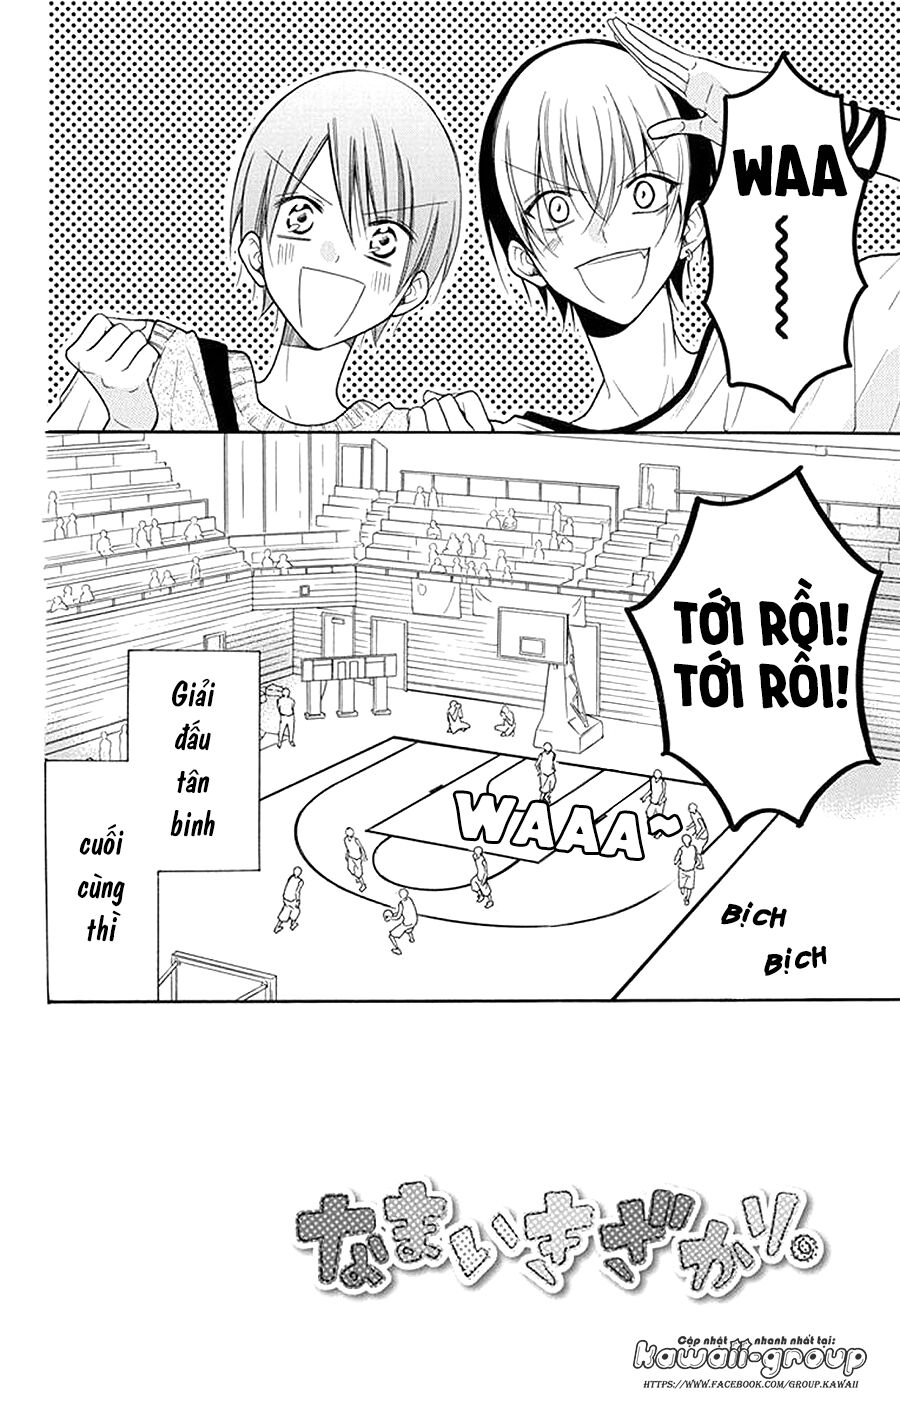 WAA
TỚI RỒI!
TỚI RỒI!
Giải
đấu
tân
binh
WAAA~
cuối
cùng
thì
BỊCH
BỊCH
なまいきざかり。
Cập nhật nhanh nhất tại:
kawaii-group
HTTPS://WWW.FACEBOOK.COM/GROUP.KAWAII